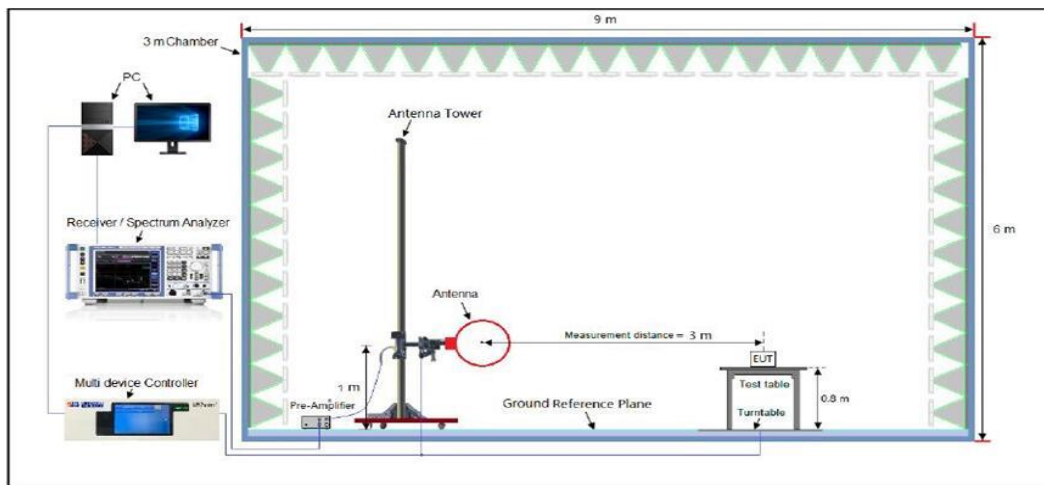 9 m
3 m Chamber
PC
Antenna Tower
Receiver / Spectrum Analyzer
6 m
Antenna
Measurement distance = 3 m
EUT
Multi device Controller
1 m
Test table
0.8 m
Pre-Amplifier
Ground Reference Plane
Turntable